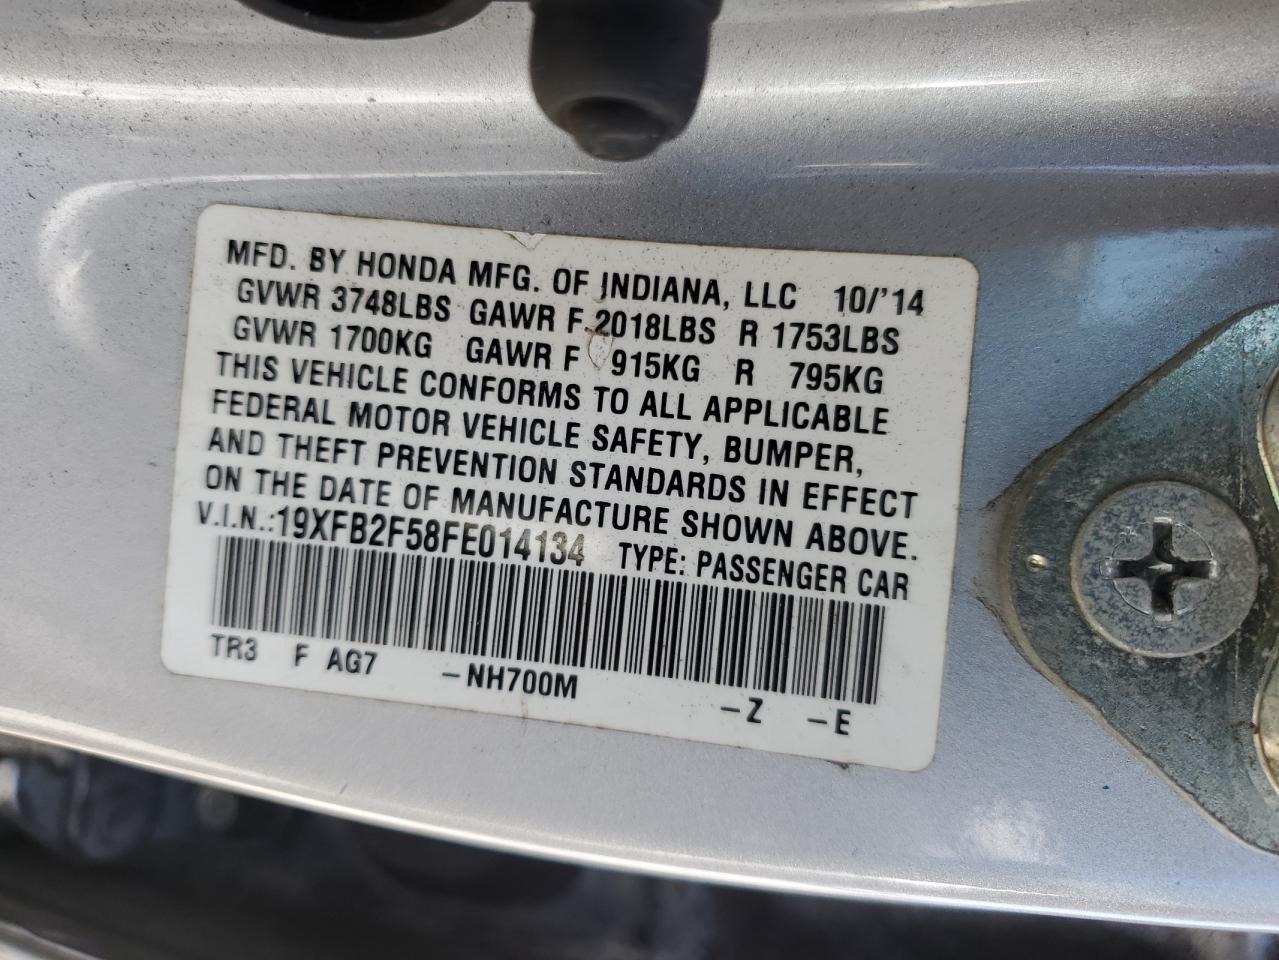 MFD. BY HONDA MFG. OF INDIANA, LLC 10/'14
GVWR 3748LBS GAWR F 2018LBS R 1753LBS
GVWR 1700KG GAWR F 915KG R 795KG
THIS VEHICLE CONFORMS TO ALL APPLICABLE
FEDERAL MOTOR VEHICLE SAFETY, BUMPER,
AND THEFT PREVENTION STANDARDS IN EFFECT
ON THE DATE OF MANUFACTURE SHOWN ABOVE.
V.I.N.:19XFB2F58FE014134 TYPE: PASSENGER CAR
TR3 F AG7 -NH700M -Z -E